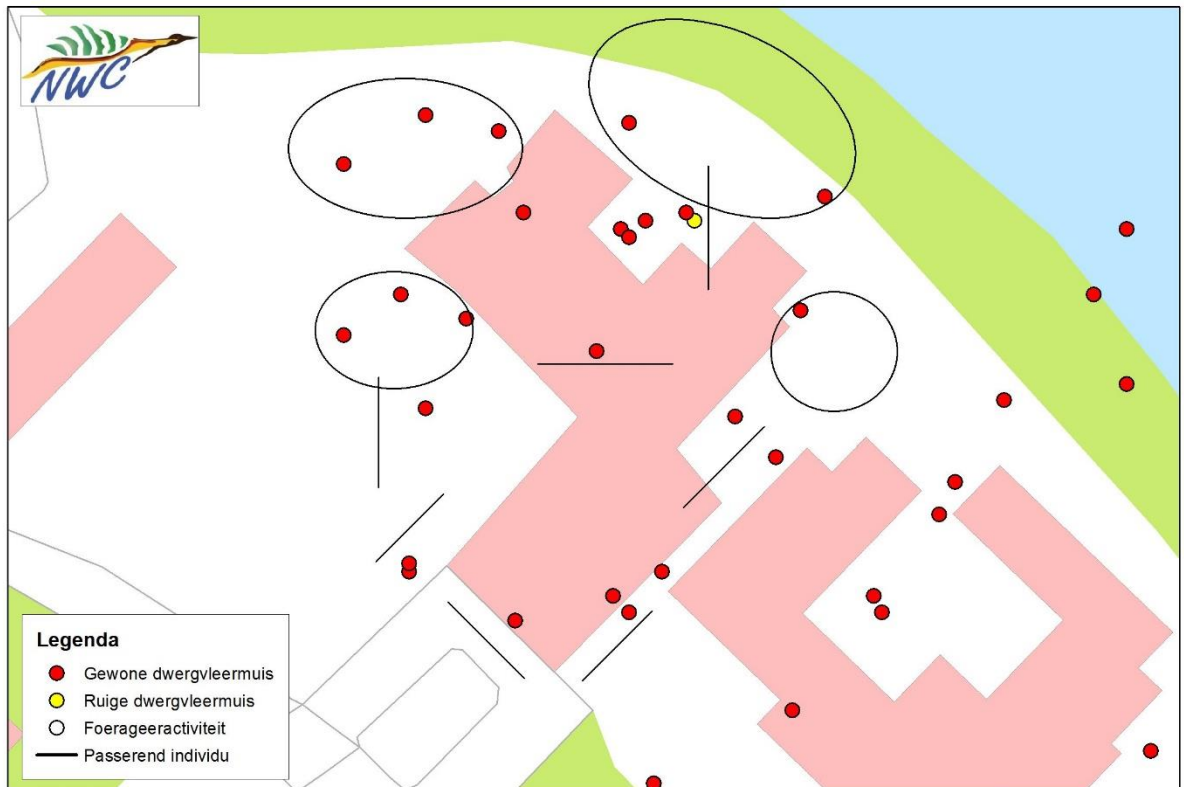 NWC
Legenda
Gewone dwergvleermuis
Ruige dwergvleermuis
Foerageeractiviteit
Passerend individu